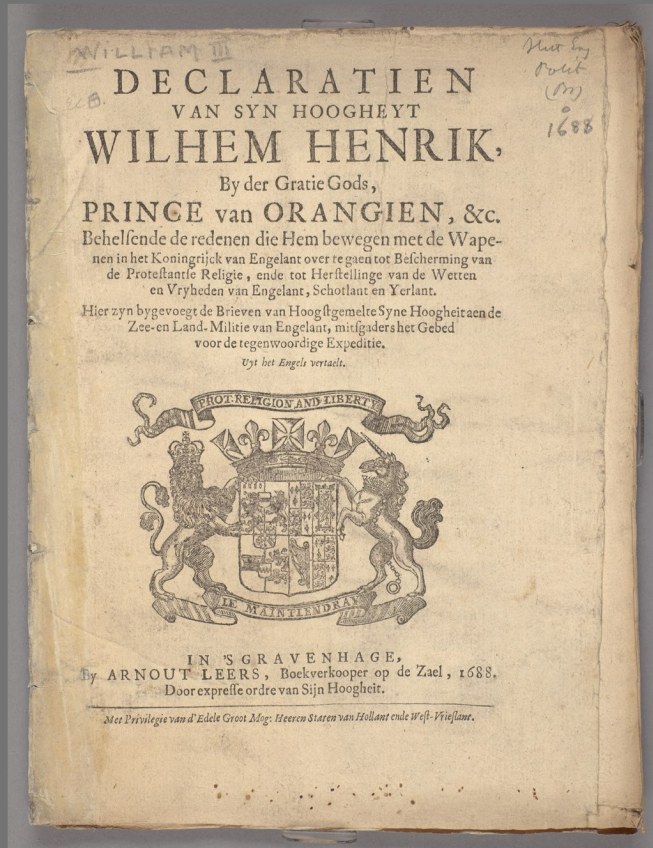 WILLIAM III
Hist Eng
Polit
(Br)
1688
B.
DECLARATIEN
VAN SYN HOOGHEYT
WILHEM HENRIK,
By der Gratie Gods,
PRINCE van ORANGIEN, &c.
Behelſende de redenen die Hem bewegen met de Wape-
nen in het Koningrijck van Engelant over te gaen tot Beſcherming van
de Proteſtantſe Religie, ende tot Herſtellinge van de Wetten
en Vryheden van Engelant, Schotlant en Yerlant.
Hier zyn bygevoegt de Brieven van Hoogſtgemelte Syne Hoogheit aen de
Zee- en Land-Militie van Engelant, mitſgaders het Gebed
voor de tegenwoordige Expeditie.
Uyt het Engels vertaelt.
PROT. RELIGION AND LIBERTY
IE MAINTIENDRAY
IN 'S GRAVENHAGE,
By ARNOUT LEERS, Boekverkooper op de Zael, 1688.
Door expreſſe ordre van Sijn Hoogheit.
Met Privilegie van d'Edele Groot Mog: Heeren Staten van Hollant ende Weſt-Vrieſlant.